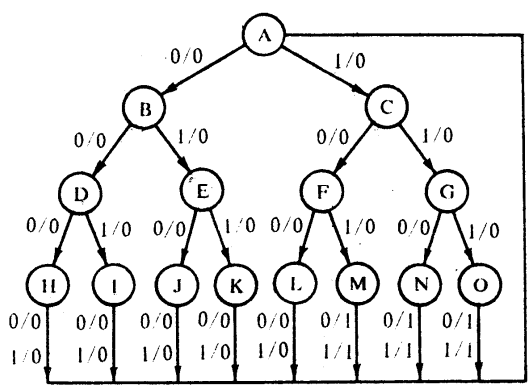 A
0/0 1/0
B C
0/0 1/0 0/0 1/0
D E F G
0/0 1/0 0/0 1/0 0/0 1/0 0/0 1/0
H I J K L M N O
0/0 0/0 0/0 0/0 0/0 0/1 0/1 0/1
1/0 1/0 1/0 1/0 1/0 1/1 1/1 1/1